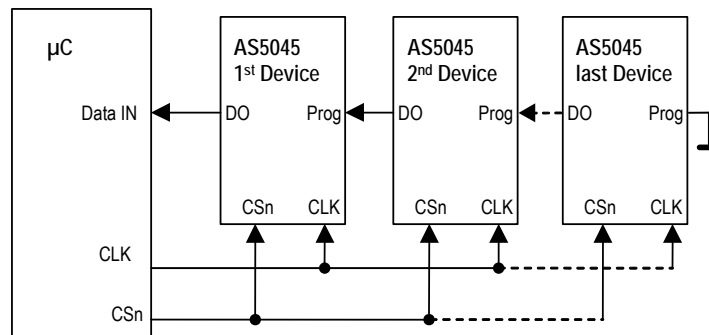 µC
AS5045
1st Device
AS5045
2nd Device
AS5045
last Device
Data IN
DO
Prog
DO
Prog
DO
Prog
CSn
CLK
CSn
CLK
CSn
CLK
CLK
CSn